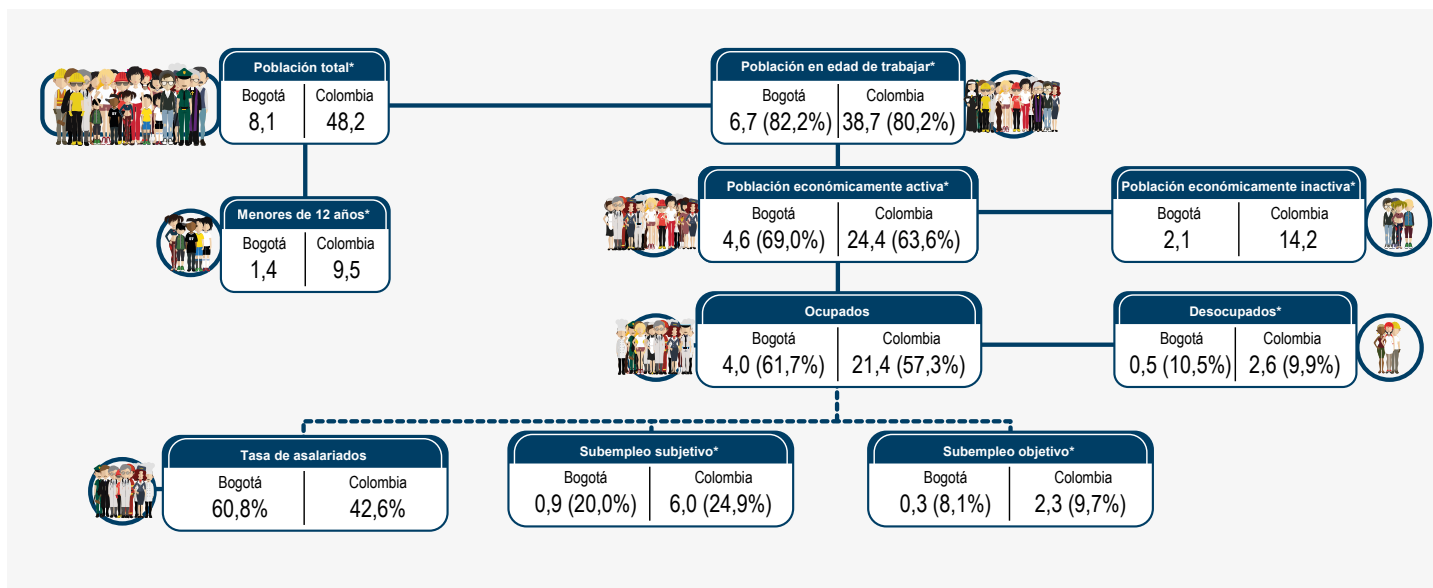 Población total*
Bogotá Colombia
8,1 48,2
Población en edad de trabajar*
Bogotá Colombia
6,7 (82,2%) 38,7 (80,2%)
Menores de 12 años*
Bogotá Colombia
1,4 9,5
Población económicamente activa*
Bogotá Colombia
4,6 (69,0%) 24,4 (63,6%)
Población económicamente inactiva*
Bogotá Colombia
2,1 14,2
Ocupados
Bogotá Colombia
4,0 (61,7%) 21,4 (57,3%)
Desocupados*
Bogotá Colombia
0,5 (10,5%) 2,6 (9,9%)
Tasa de asalariados
Bogotá Colombia
60,8% 42,6%
Subempleo subjetivo*
Bogotá Colombia
0,9 (20,0%) 6,0 (24,9%)
Subempleo objetivo*
Bogotá Colombia
0,3 (8,1%) 2,3 (9,7%)